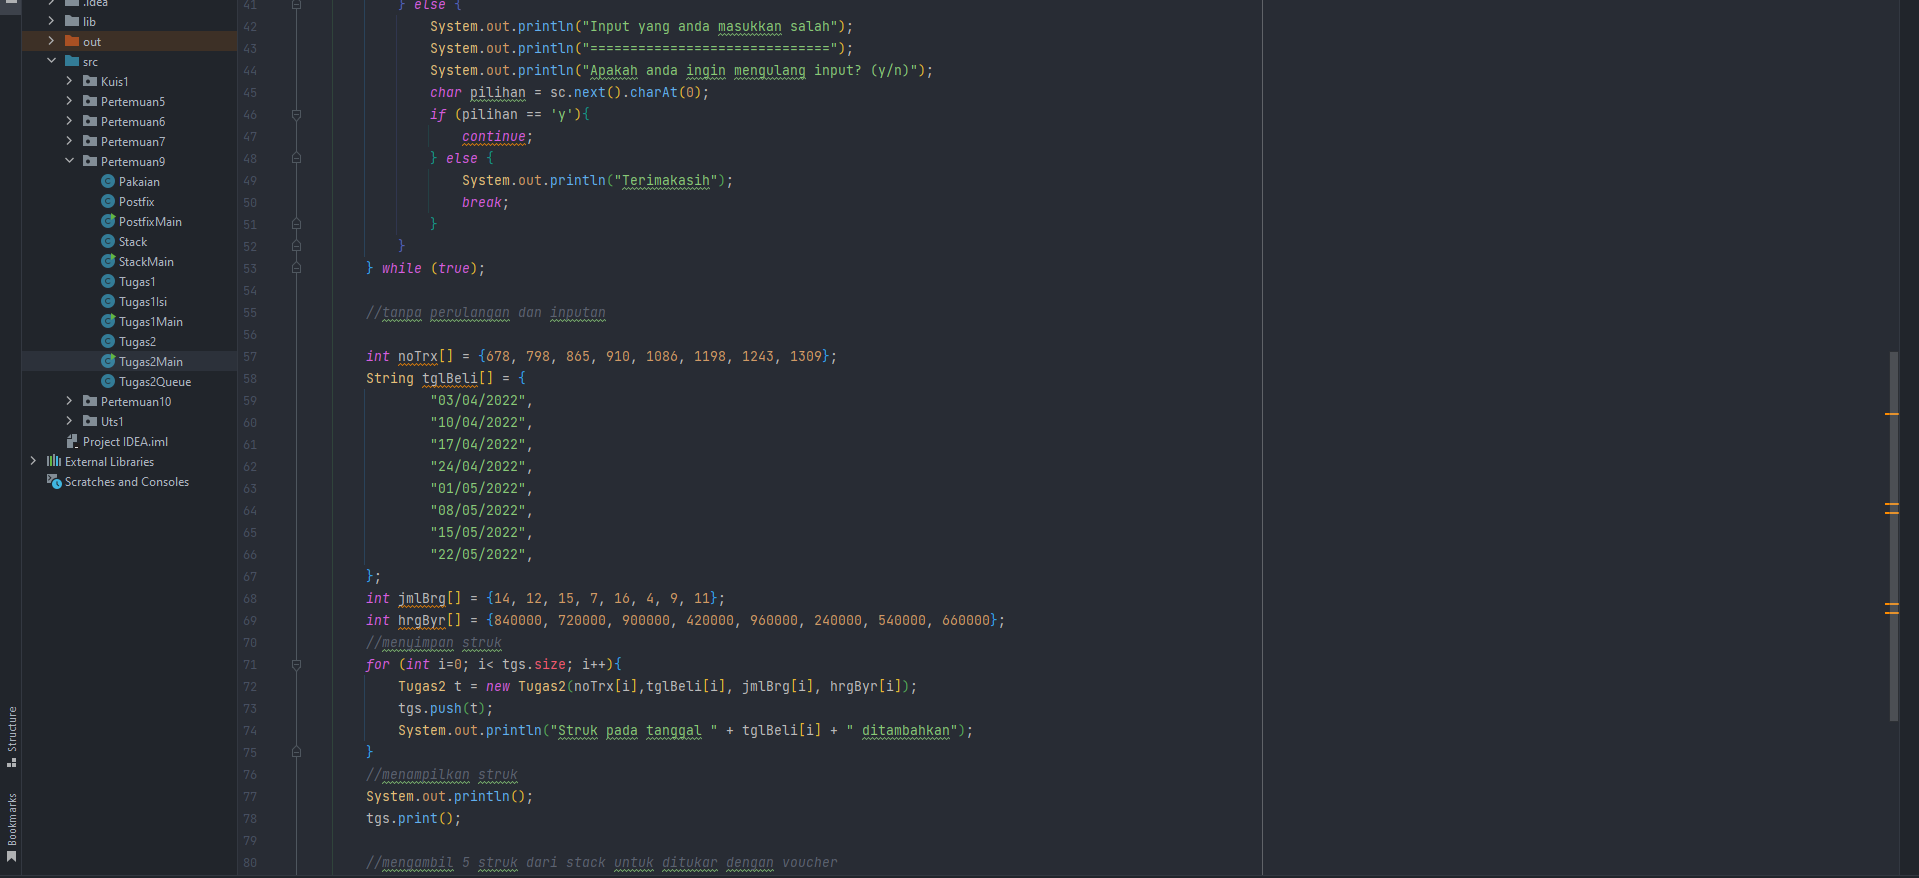 .idea
lib
out
src
Kuis1
Pertemuan5
Pertemuan6
Pertemuan7
Pertemuan9
Pakaian
Postfix
PostfixMain
Stack
StackMain
Tugas1
Tugas1Isi
Tugas1Main
Tugas2
Tugas2Main
Tugas2Queue
Pertemuan10
Uts1
Project IDEA.iml
External Libraries
Scratches and Consoles
Structure
Bookmarks
41 } else {
42 System.out.println("Input yang anda masukkan salah");
43 System.out.println("==============================");
44 System.out.println("Apakah anda ingin mengulang input? (y/n)");
45 char pilihan = sc.next().charAt(0);
46 if (pilihan == 'y'){
47 continue;
48 } else {
49 System.out.println("Terimakasih");
50 break;
51 }
52 }
53 } while (true);
54
55 //tanpa perulangan dan inputan
56
57 int noTrx[] = {678, 798, 865, 910, 1086, 1198, 1243, 1309};
58 String tglBeli[] = {
59 "03/04/2022",
60 "10/04/2022",
61 "17/04/2022",
62 "24/04/2022",
63 "01/05/2022",
64 "08/05/2022",
65 "15/05/2022",
66 "22/05/2022",
67 };
68 int jmlBrg[] = {14, 12, 15, 7, 16, 4, 9, 11};
69 int hrgByr[] = {840000, 720000, 900000, 420000, 960000, 240000, 540000, 660000};
70 //menyimpan struk
71 for (int i=0; i< tgs.size; i++){
72 Tugas2 t = new Tugas2(noTrx[i],tglBeli[i], jmlBrg[i], hrgByr[i]);
73 tgs.push(t);
74 System.out.println("Struk pada tanggal " + tglBeli[i] + " ditambahkan");
75 }
76 //menampilkan struk
77 System.out.println();
78 tgs.print();
79
80 //mengambil 5 struk dari stack untuk ditukar dengan voucher